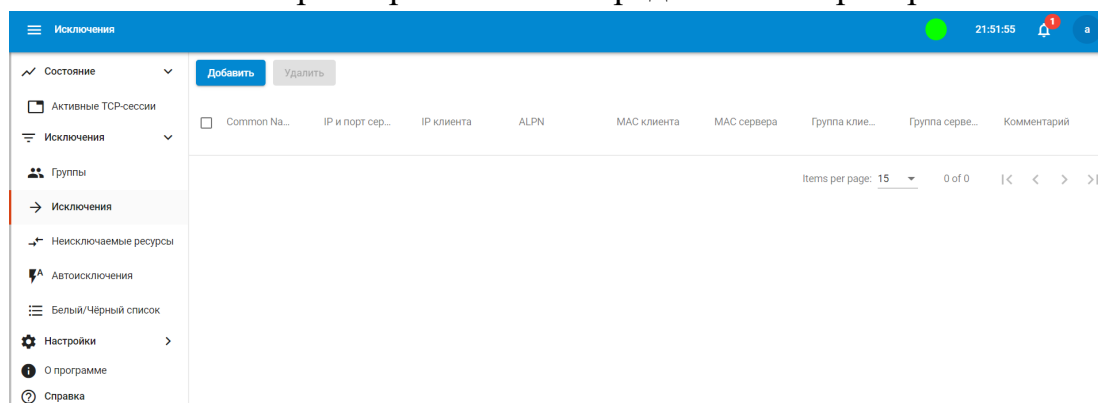 Исключения 21:51:55 1 a
Состояние
Активные TCP-сессии
Исключения
Группы
Исключения
Неисключаемые ресурсы
Автоисключения
Белый/Чёрный список
Настройки
О программе
Справка
Добавить Удалить
Common Na... IP и порт сер... IP клиента ALPN MAC клиента MAC сервера Группа клие... Группа серве... Комментарий
Items per page: 15 0 of 0